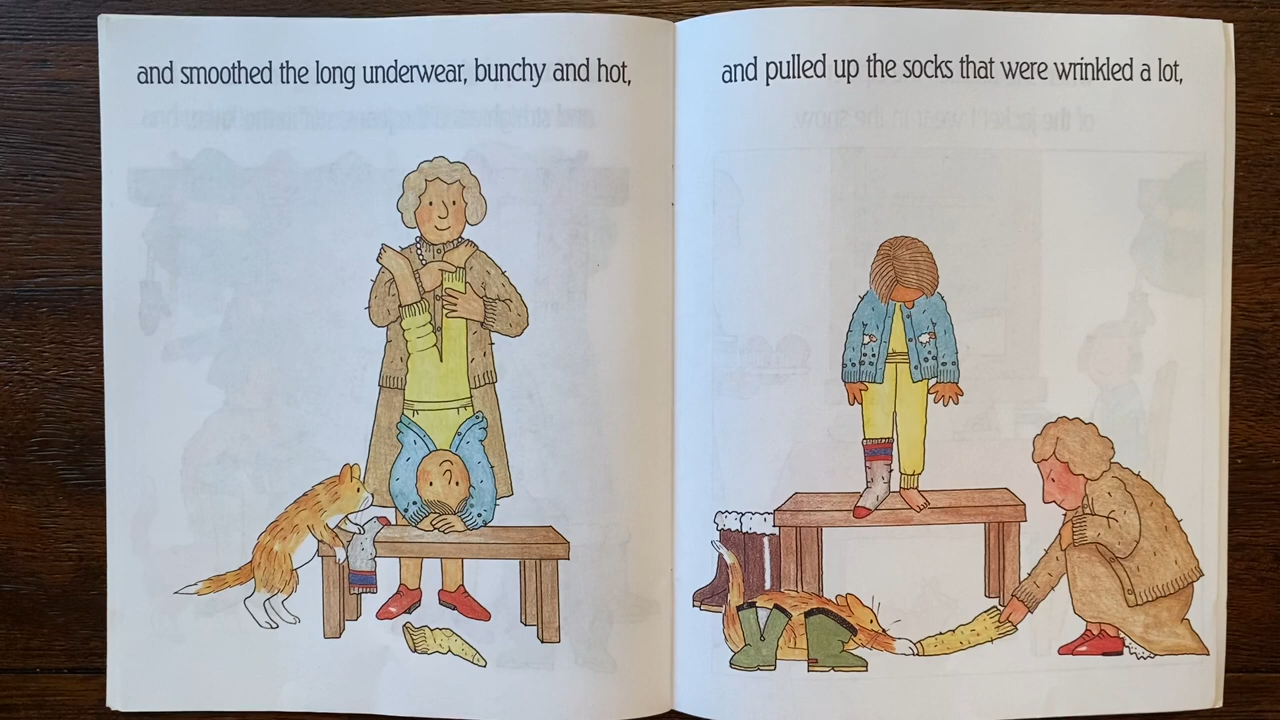 and smoothed the long underwear, bunchy and hot,
and pulled up the socks that were wrinkled a lot,